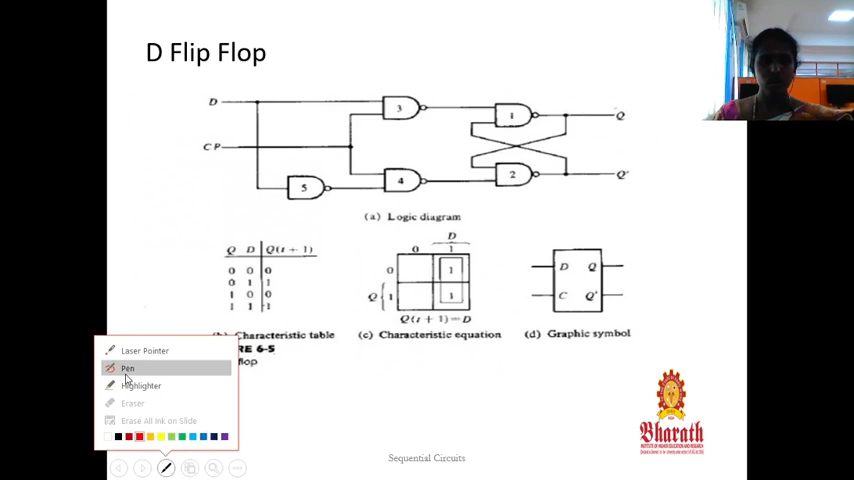 D Flip Flop
D
3
1
Q
CP
5
4
2
Q'
(a) Logic diagram
Q D Q(t + 1)
0 0 0
0 1 1
1 0 0
1 1 1
D
0 1
0 1
Q 1 1
Q(t + 1) = D
D Q
C Q'
Characteristic table
(c) Characteristic equation
(d) Graphic symbol
RE 6-5
flop
Laser Pointer
Pen
Highlighter
Eraser
Erase All Ink on Slide
Bharath
Sequential Circuits